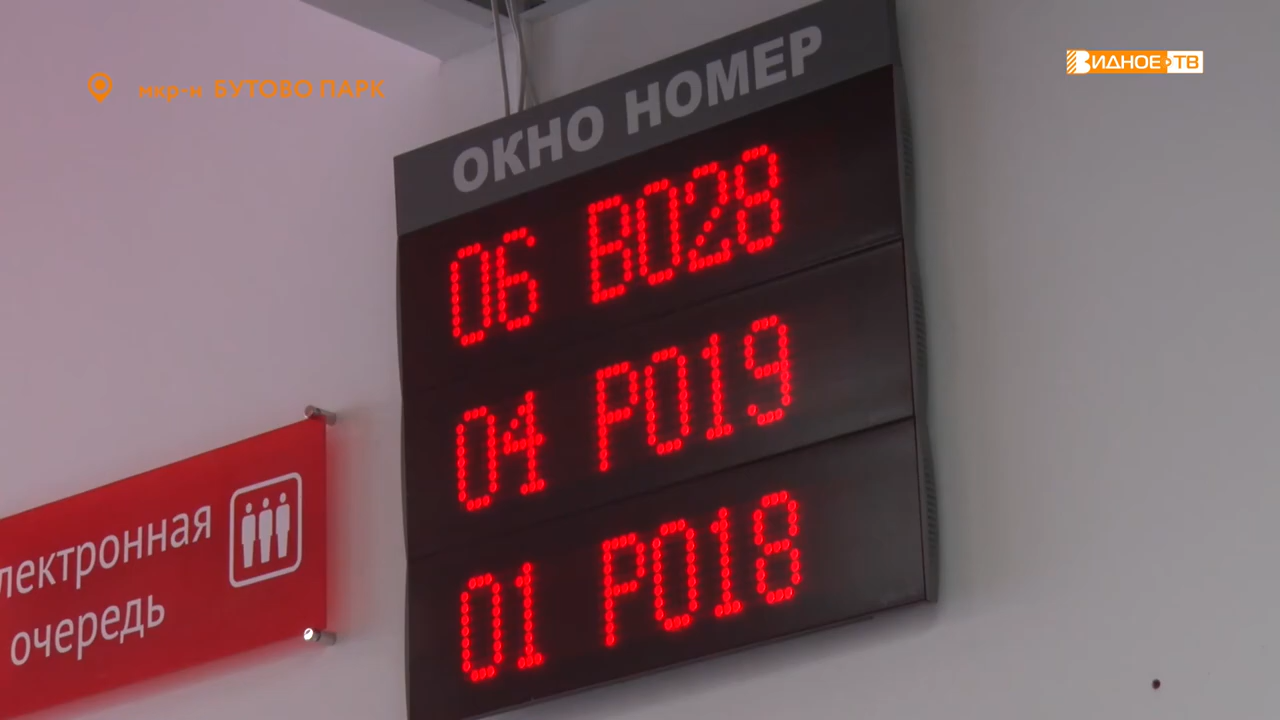 мкр-н БУТОВО ПАРК
ВИДНОЕ ТВ
ОКНО НОМЕР
06 В028
04 Р019
01 Р018
лектронная
очередь